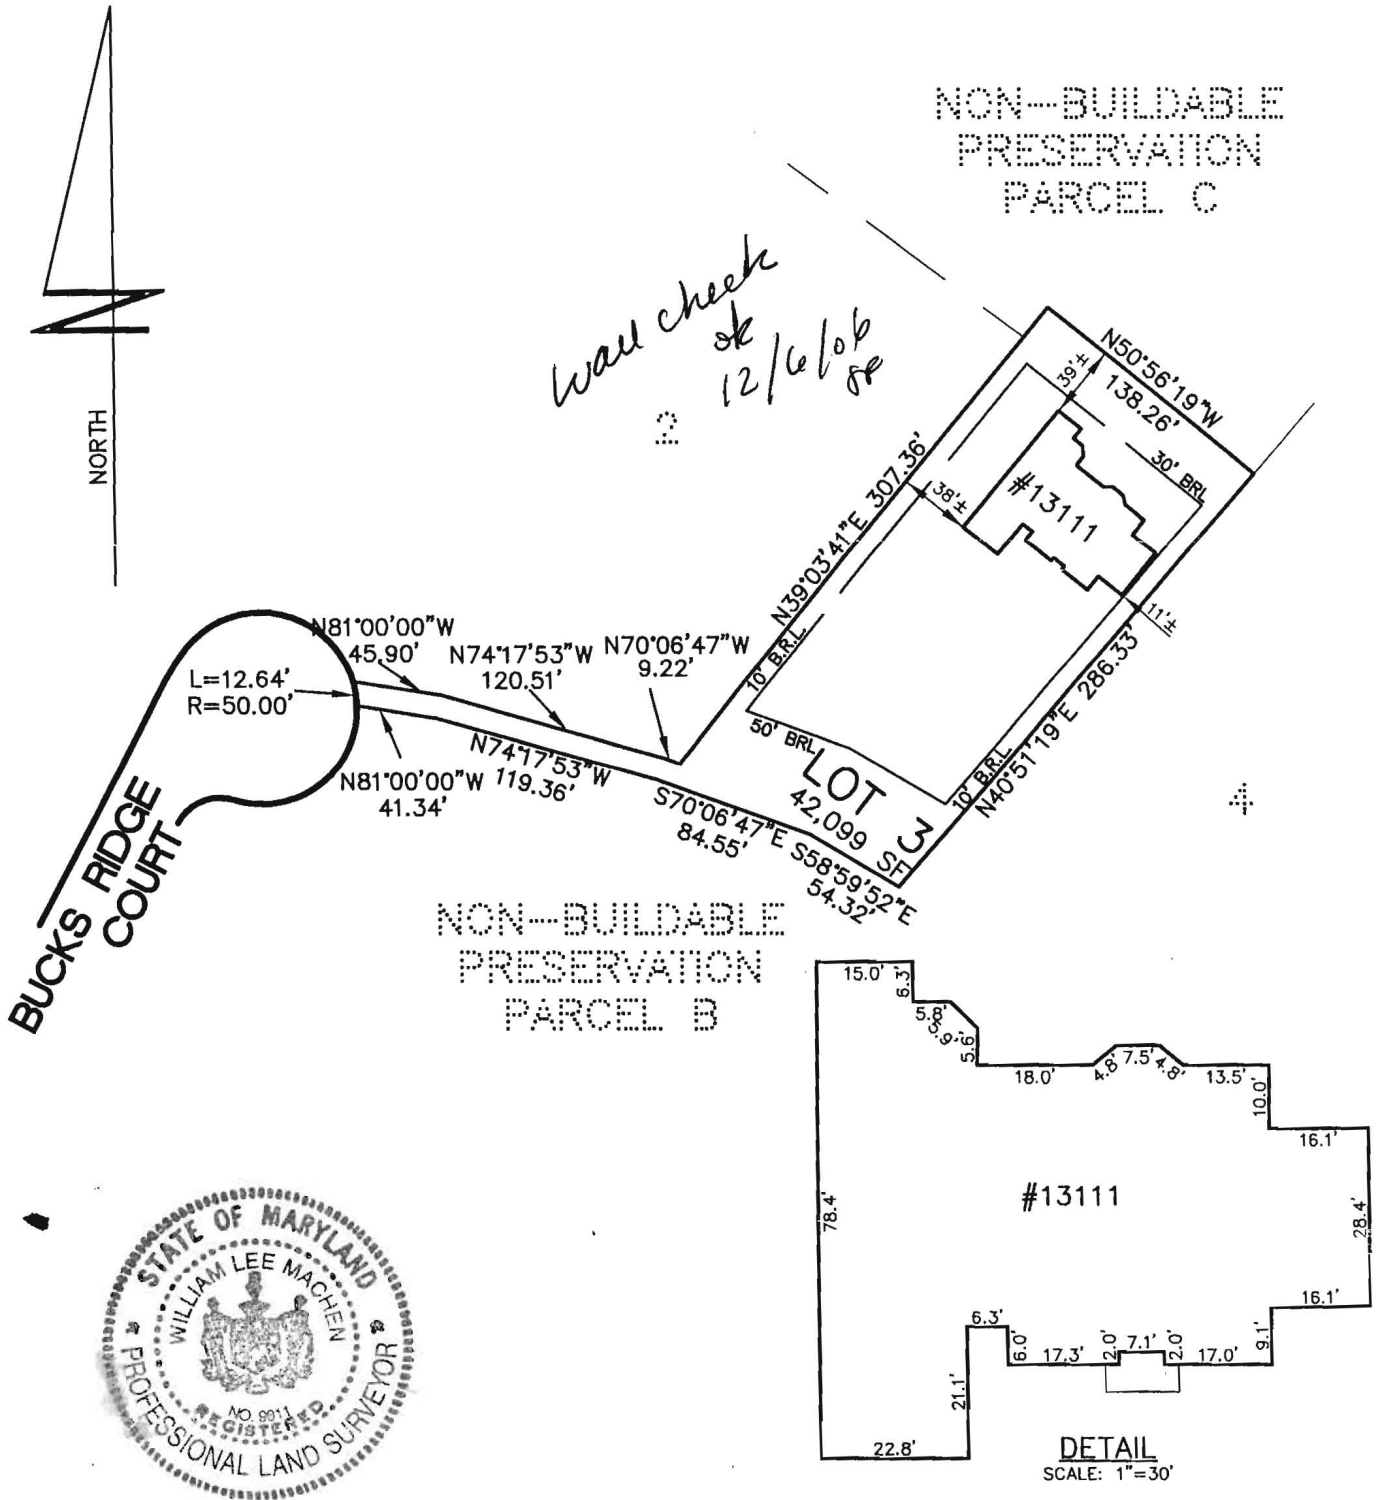 NON-BUILDABLE
PRESERVATION
PARCEL C
wall check
ok
12/6/06
2
NORTH
N50°56'19"W
138.26'
39'±
30' BRL
#13111
38'±
N39°03'41"E 307.36'
11'±
10' B.R.L.
50' BRL
10' B.R.L.
N40°51'19"E 286.33'
LOT 3
42,099 SF
4
N81°00'00"W
45.90'
N74°17'53"W
120.51'
N70°06'47"W
9.22'
L=12.64'
R=50.00'
N81°00'00"W
41.34'
N74°17'53"W
119.36'
S70°06'47"E
84.55'
S58°59'52"E
54.32'
BUCKS RIDGE
COURT
NON-BUILDABLE
PRESERVATION
PARCEL B
15.0'
6.3'
5.8'
5.9'
5.6'
18.0'
4.8'
7.5'
4.8'
13.5'
10.0'
16.1'
78.4'
#13111
28.4'
16.1'
6.3'
6.0'
17.3'
2.0'
7.1'
2.0'
17.0'
9.1'
21.1'
22.8'
DETAIL
SCALE: 1"=30'
STATE OF MARYLAND
WILLIAM LEE MACHEN
NO. 9911
REGISTERED
PROFESSIONAL LAND SURVEYOR